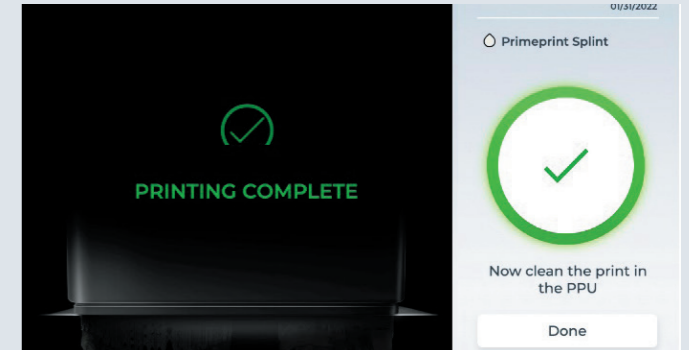 PRINTING COMPLETE
01/31/2022
Primeprint Splint
Now clean the print in
the PPU
Done